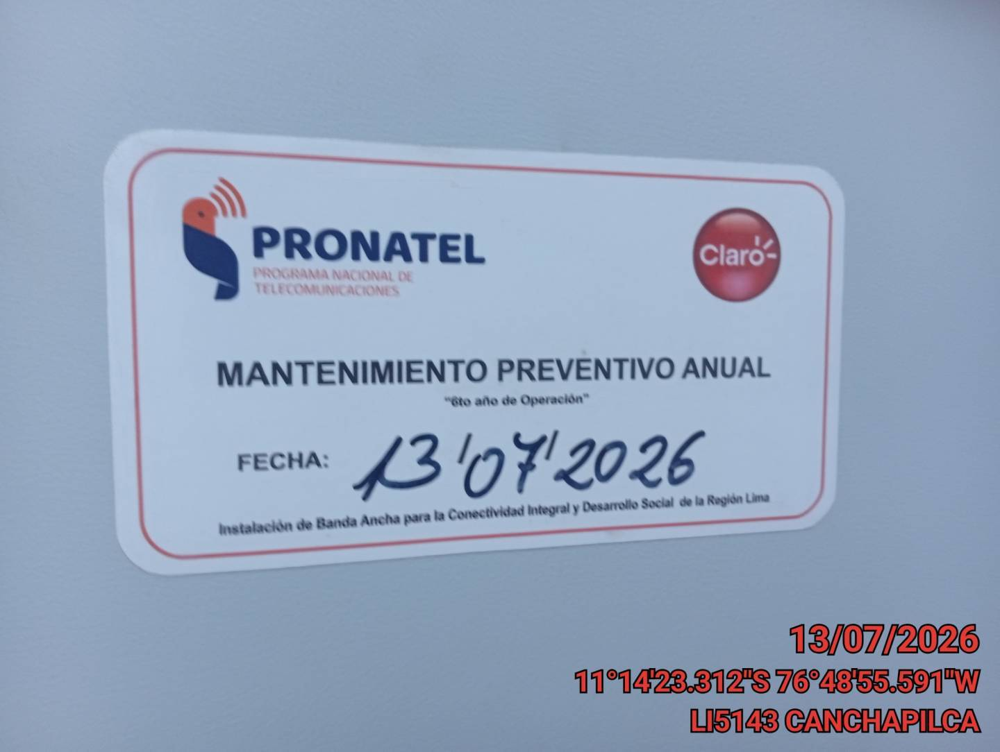 PRONATEL
PROGRAMA NACIONAL DE
TELECOMUNICACIONES
Claro
MANTENIMIENTO PREVENTIVO ANUAL
"6to año de Operación"
FECHA: 13/07/2026
Instalación de Banda Ancha para la Conectividad Integral y Desarrollo Social de la Región Lima
13/07/2026
11°14'23.312"S 76°48'55.591"W
LI5143 CANCHAPILCA